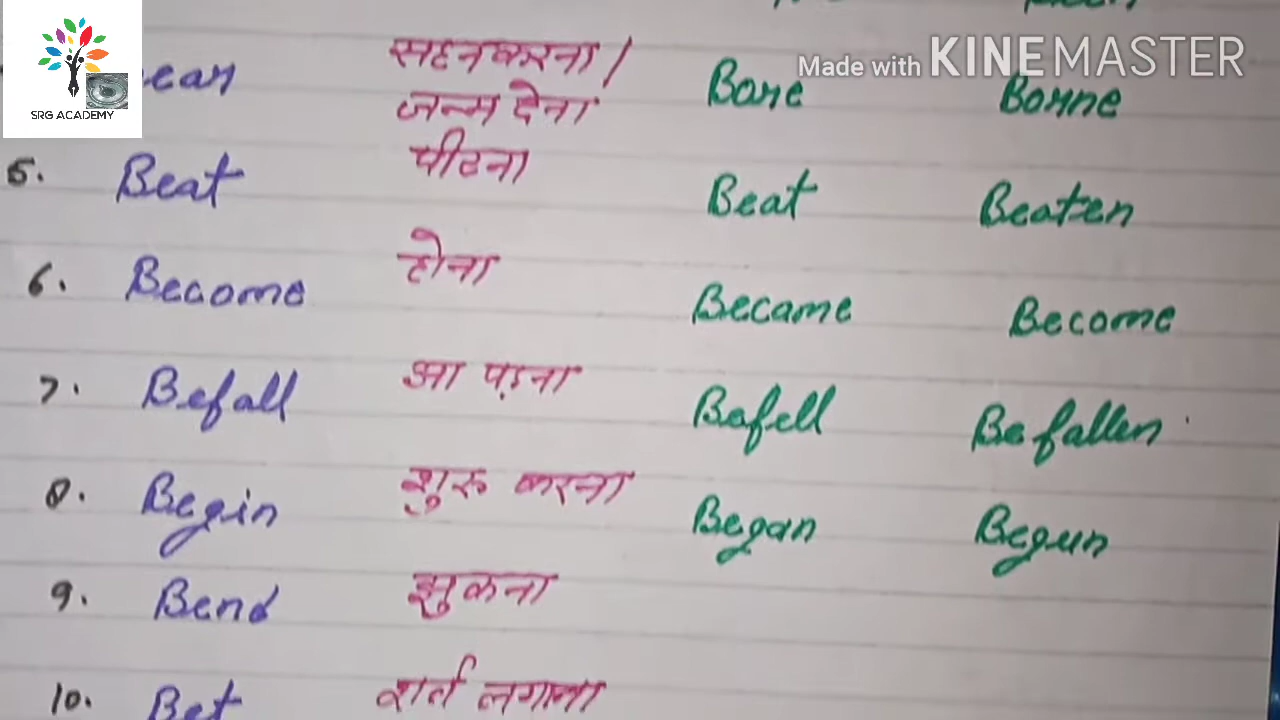 सहन करना /
ear
Bore
Borne
जन्म देना
5. Beat पीटना Beat Beaten
6. Become होना Became Become
7. Befall आ पड़ना Befell Befallen
8. Begin शुरू करना Began Begun
9. Bend झुकना
10. Bet शर्त लगाना
SRG ACADEMY
Made with KINEMASTER